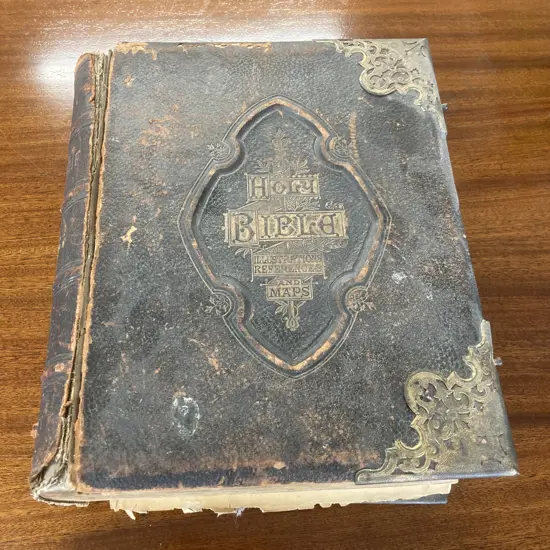 HOLY
BIBLE
ILLUSTRATIONS
REFERENCES
AND
MAPS